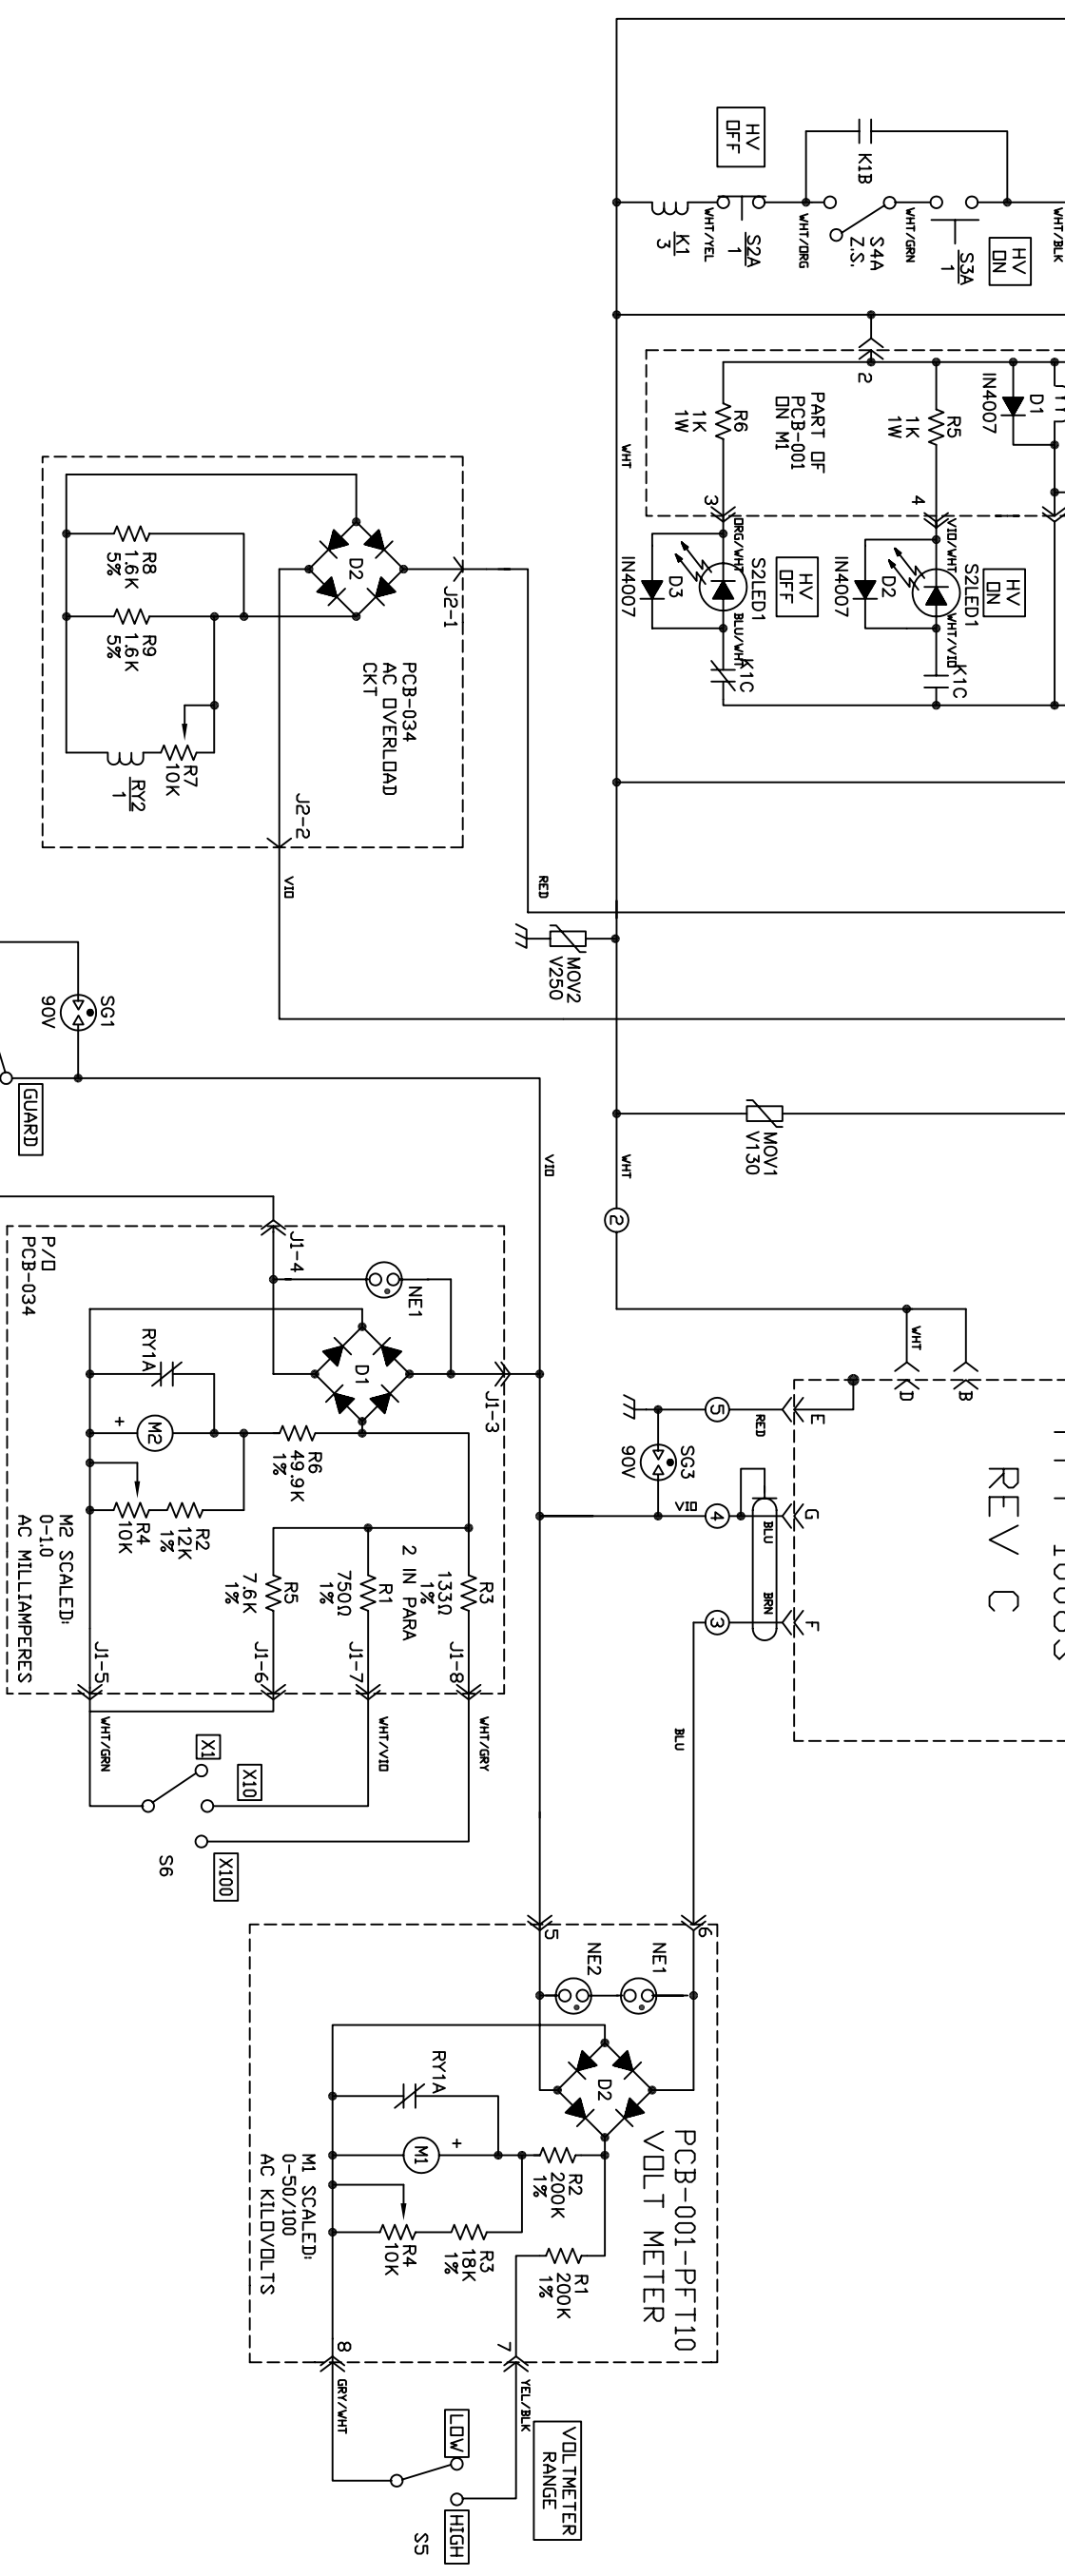 HV
OFF
K1B
WHT/YEL
K1
3
S2A
1
WHT/ORG
S4A
Z.S.
WHT/GRN
S3A
1
HV
ON
WHT/BLK
2
D1
IN4007
R5
1K
1W
PART OF
PCB-001
ON M1
R6
1K
1W
WHT
3
4
ORG/WHT
VIO/WHT
S2LED1
HV
OFF
D3
IN4007
BLU/WHT
K1C
S2LED1
HV
ON
D2
IN4007
WHT/VIO
K1C
D2
J2-1
R8
1.6K
5%
R9
1.6K
5%
PCB-034
AC OVERLOAD
CKT
R7
10K
RY2
1
J2-2
VIO
RED
MOV2
V250
SG1
90V
GUARD
MOV1
V130
VIO
WHT
2
P/O
PCB-034
J1-4
NE1
RY1A
D1
J1-3
M2
+
R6
49.9K
1%
R4
10K
R2
12K
1%
M2 SCALED:
0-1.0
AC MILLIAMPERES
2 IN PARA
R3
133Ω
1%
R1
750Ω
1%
R5
7.6K
1%
J1-5
J1-6
J1-7
J1-8
WHT/GRN
WHT/VIO
WHT/GRY
X1
X10
X100
S6
WHT
D
B
E
5
RED
SG3
90V
VIO
4
G
BLU
BRN
3
F
REV C
BLU
5
6
NE2
NE1
RY1A
D2
PCB-001-PFT10
VOLT METER
M1
+
R2
200K
1%
R1
200K
1%
R3
18K
1%
R4
10K
M1 SCALED:
0-50/100
AC KILOVOLTS
8
7
GRY/WHT
YEL/BLK
VOLTMETER
RANGE
LOW
HIGH
S5